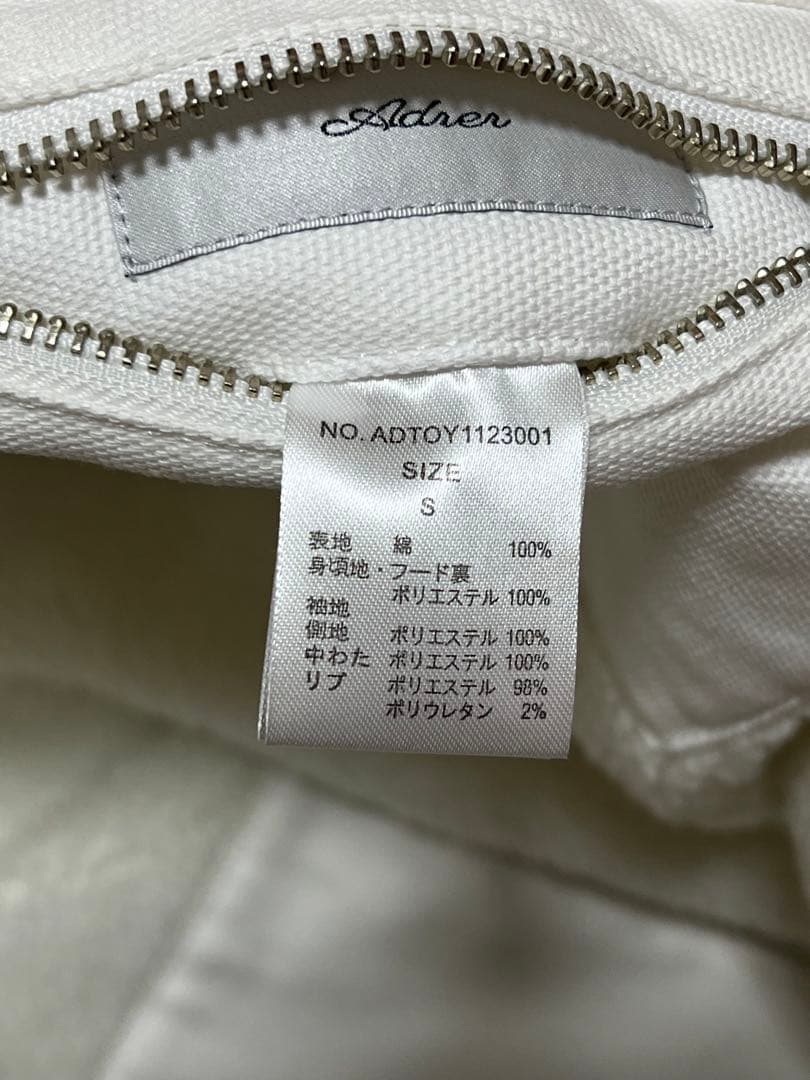 Adrer
NO. ADTOY1123001
SIZE
S
表地 綿 100%
身頃地・フード裏
ポリエステル 100%
袖地
側地 ポリエステル 100%
中わた ポリエステル 100%
リブ ポリエステル 98%
ポリウレタン 2%